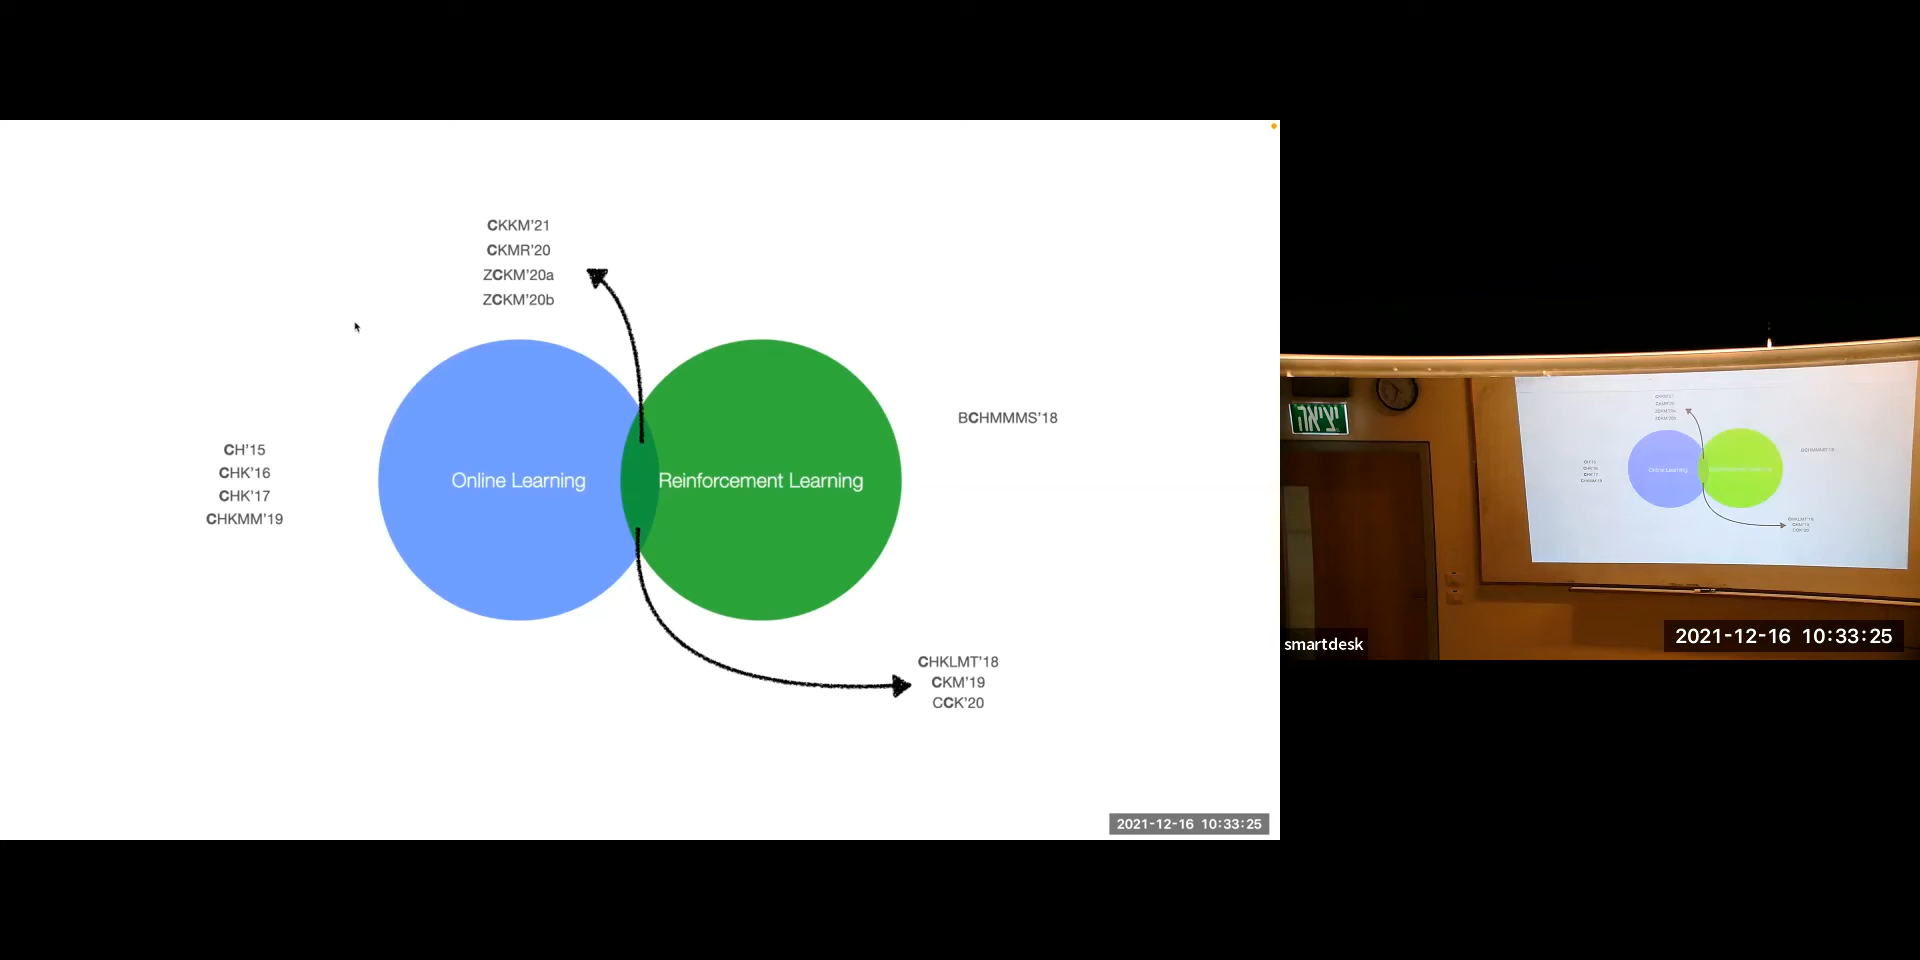 CKKM'21
CKMR'20
ZCKM'20a
ZCKM'20b
CH'15
CHK'16
CHK'17
CHKMM'19
Online Learning
Reinforcement Learning
BCHMMMS'18
CHKLMT'18
CKM'19
CCK'20
2021-12-16 10:33:25
יציאה
Online Learning
smartdesk
2021-12-16 10:33:25